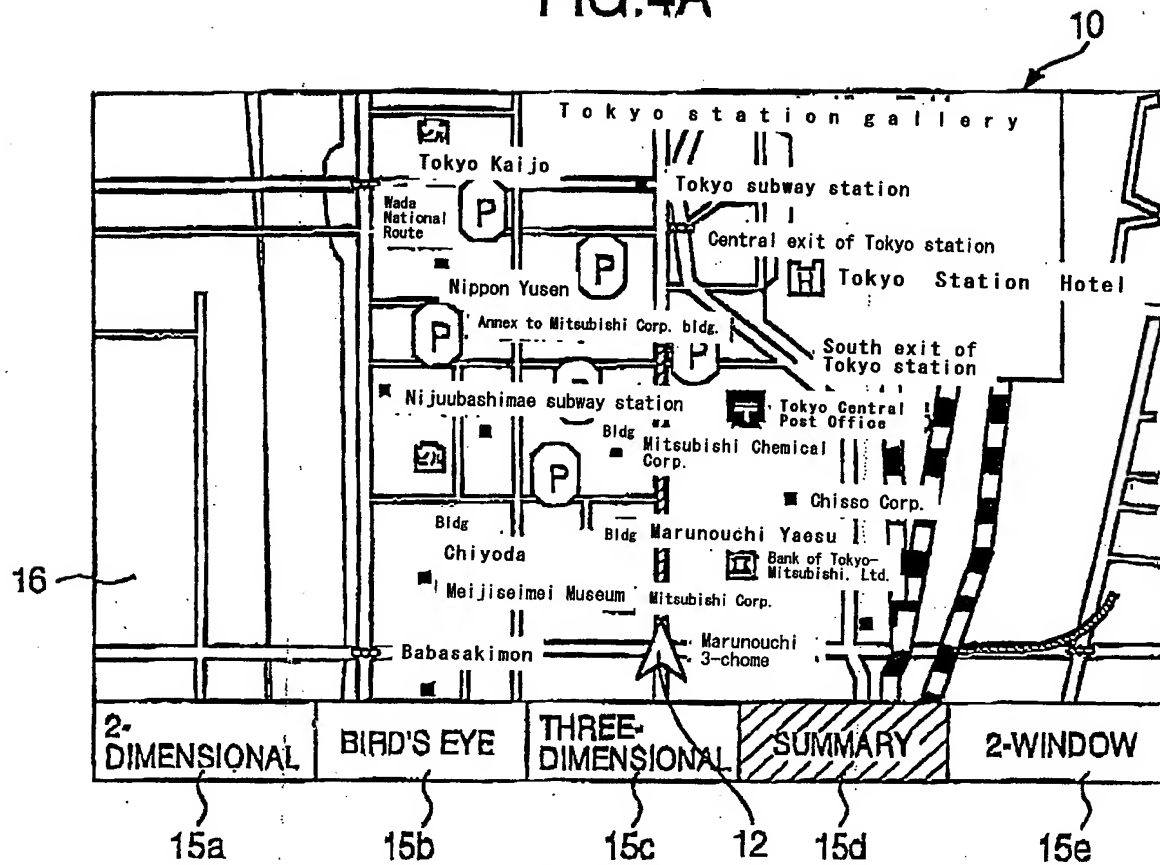 FIG.4A
10
Tokyo station gallery
Tokyo Kaijo
Tokyo subway station
Wada
National
Route
P
Central exit of Tokyo station
P
H Tokyo Station Hotel
Nippon Yusen
P
Annex to Mitsubishi Corp. bldg.
P
South exit of
Tokyo station
Nijuubashimae subway station
〒 Tokyo Central
Post Office
Bldg
Mitsubishi Chemical
Corp.
ビル
P
Chisso Corp.
Bldg
Bldg Marunouchi Yaesu
Chiyoda
Bank of Tokyo-
Mitsubishi. Ltd.
16
Meijiseimei Museum
Mitsubishi Corp.
Marunouchi
3-chome
Babasakimon
2-
DIMENSIONAL
BIRD'S EYE
THREE-
DIMENSIONAL
SUMMARY
2-WINDOW
15a
15b
15c
12
15d
15e